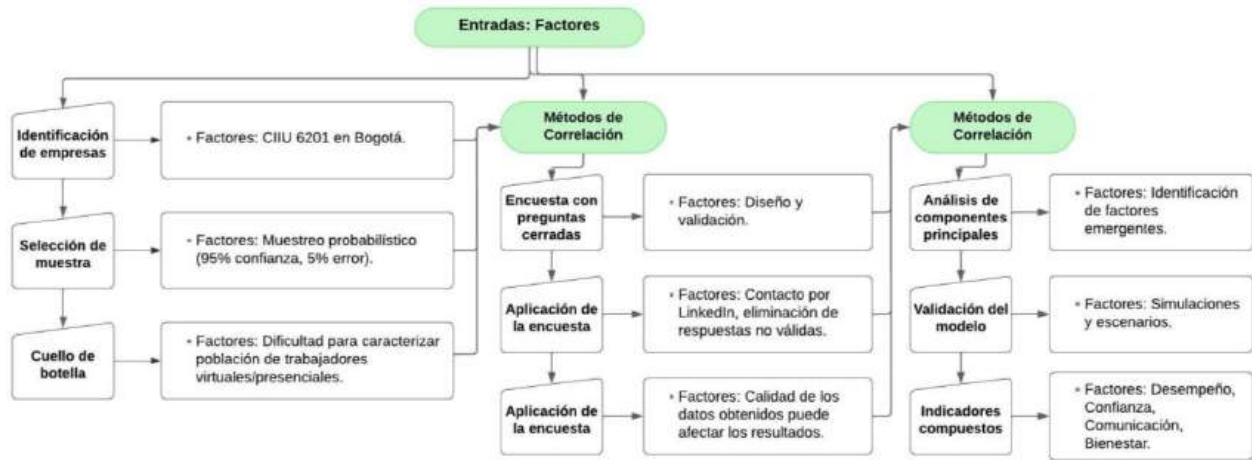 Entradas: Factores
Identificación
de empresas
• Factores: CIIU 6201 en Bogotá.
Selección de
muestra
• Factores: Muestreo probabilístico
(95% confianza, 5% error).
Cuello de
botella
• Factores: Dificultad para caracterizar
población de trabajadores
virtuales/presenciales.
Métodos de
Correlación
Encuesta con
preguntas
cerradas
• Factores: Diseño y
validación.
Aplicación de
la encuesta
• Factores: Contacto por
LinkedIn, eliminación de
respuestas no válidas.
Aplicación de
la encuesta
• Factores: Calidad de los
datos obtenidos puede
afectar los resultados.
Métodos de
Correlación
Análisis de
componentes
principales
• Factores: Identificación
de factores
emergentes.
Validación del
modelo
• Factores: Simulaciones
y escenarios.
Indicadores
compuestos
• Factores: Desempeño,
Confianza,
Comunicación,
Bienestar.